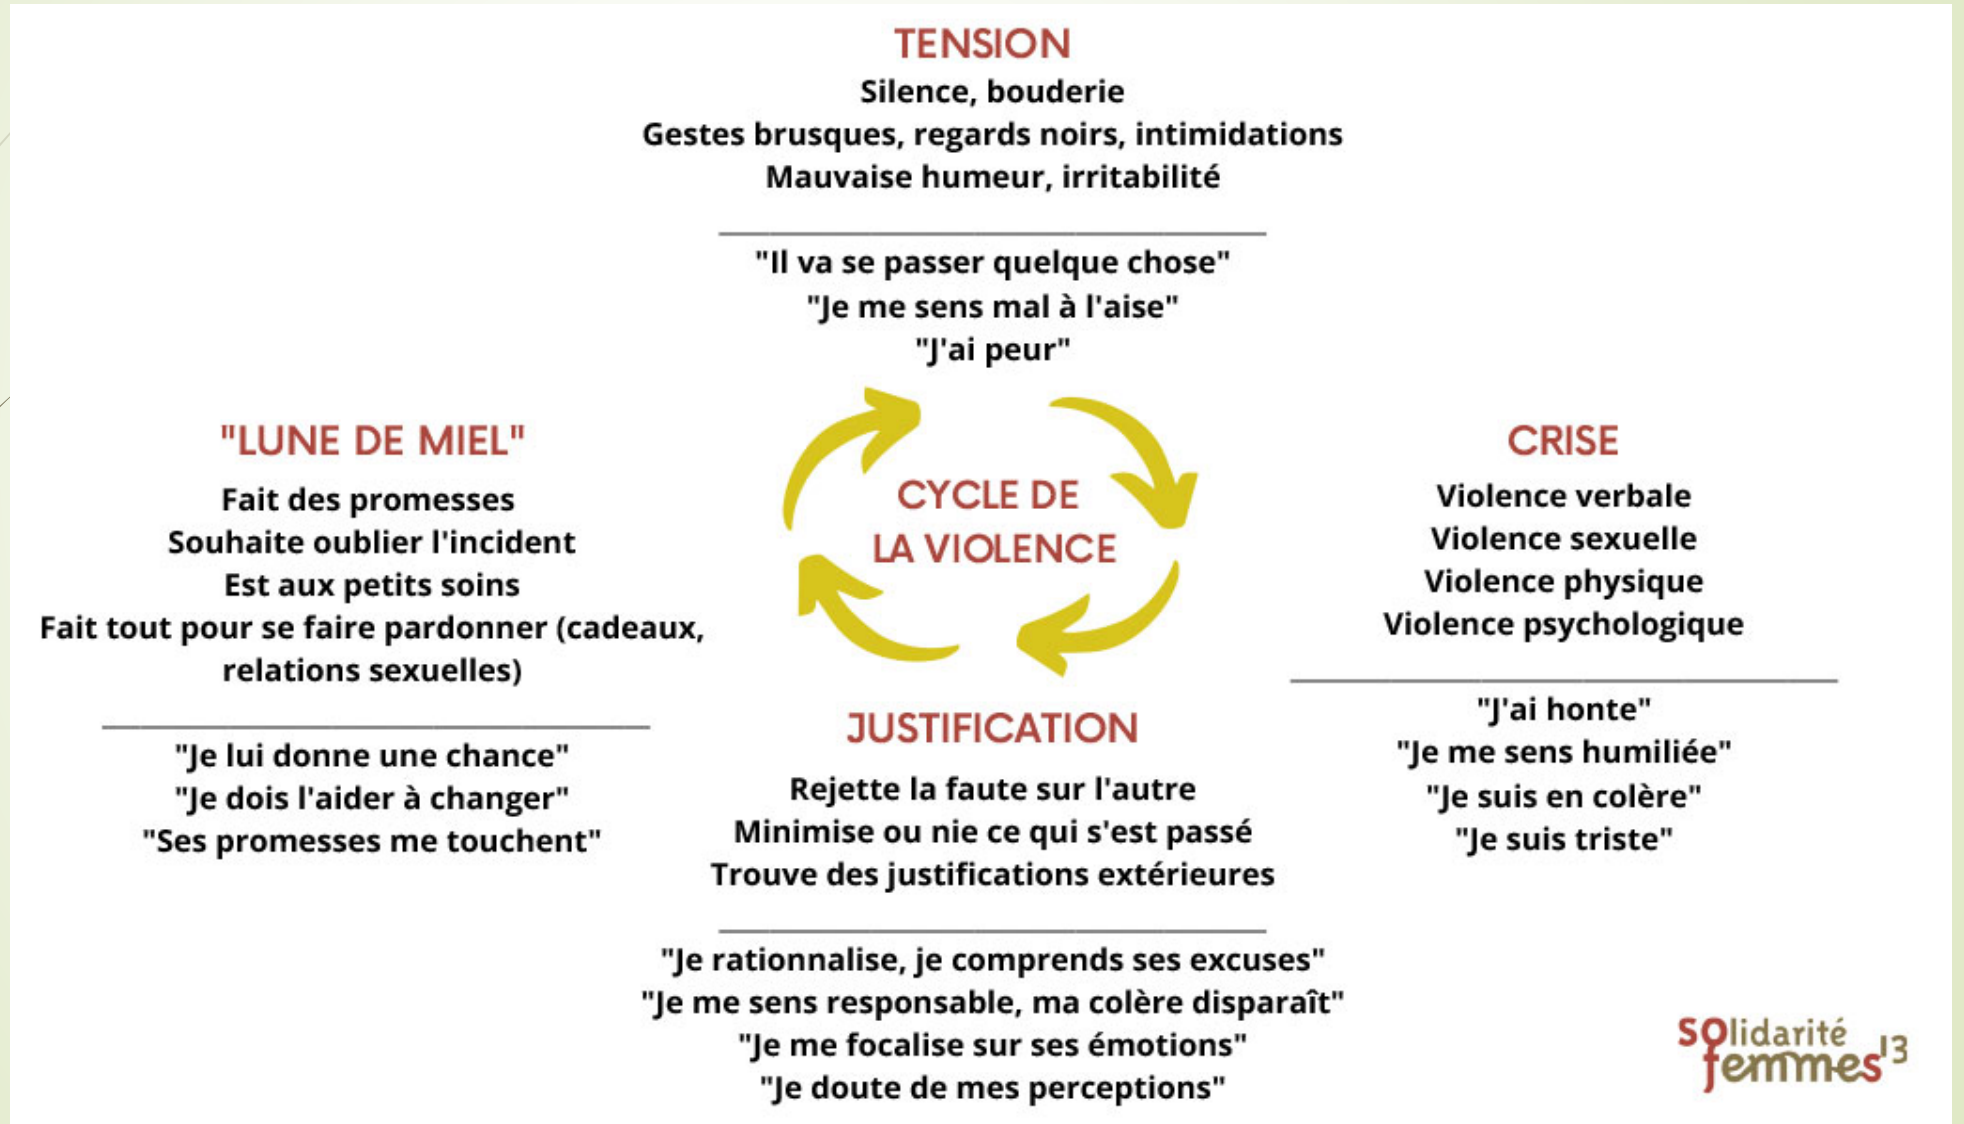 TENSION
Silence, bouderie
Gestes brusques, regards noirs, intimidations
Mauvaise humeur, irritabilité
"Il va se passer quelque chose"
"Je me sens mal à l'aise"
"J'ai peur"
"LUNE DE MIEL"
Fait des promesses
Souhaite oublier l'incident
Est aux petits soins
Fait tout pour se faire pardonner (cadeaux,
relations sexuelles)
"Je lui donne une chance"
"Je dois l'aider à changer"
"Ses promesses me touchent"
CYCLE DE
LA VIOLENCE
CRISE
Violence verbale
Violence sexuelle
Violence physique
Violence psychologique
"J'ai honte"
"Je me sens humiliée"
"Je suis en colère"
"Je suis triste"
JUSTIFICATION
Rejette la faute sur l'autre
Minimise ou nie ce qui s'est passé
Trouve des justifications extérieures
"Je rationnalise, je comprends ses excuses"
"Je me sens responsable, ma colère disparaît"
"Je me focalise sur ses émotions"
"Je doute de mes perceptions"
solidarité
femmes 13